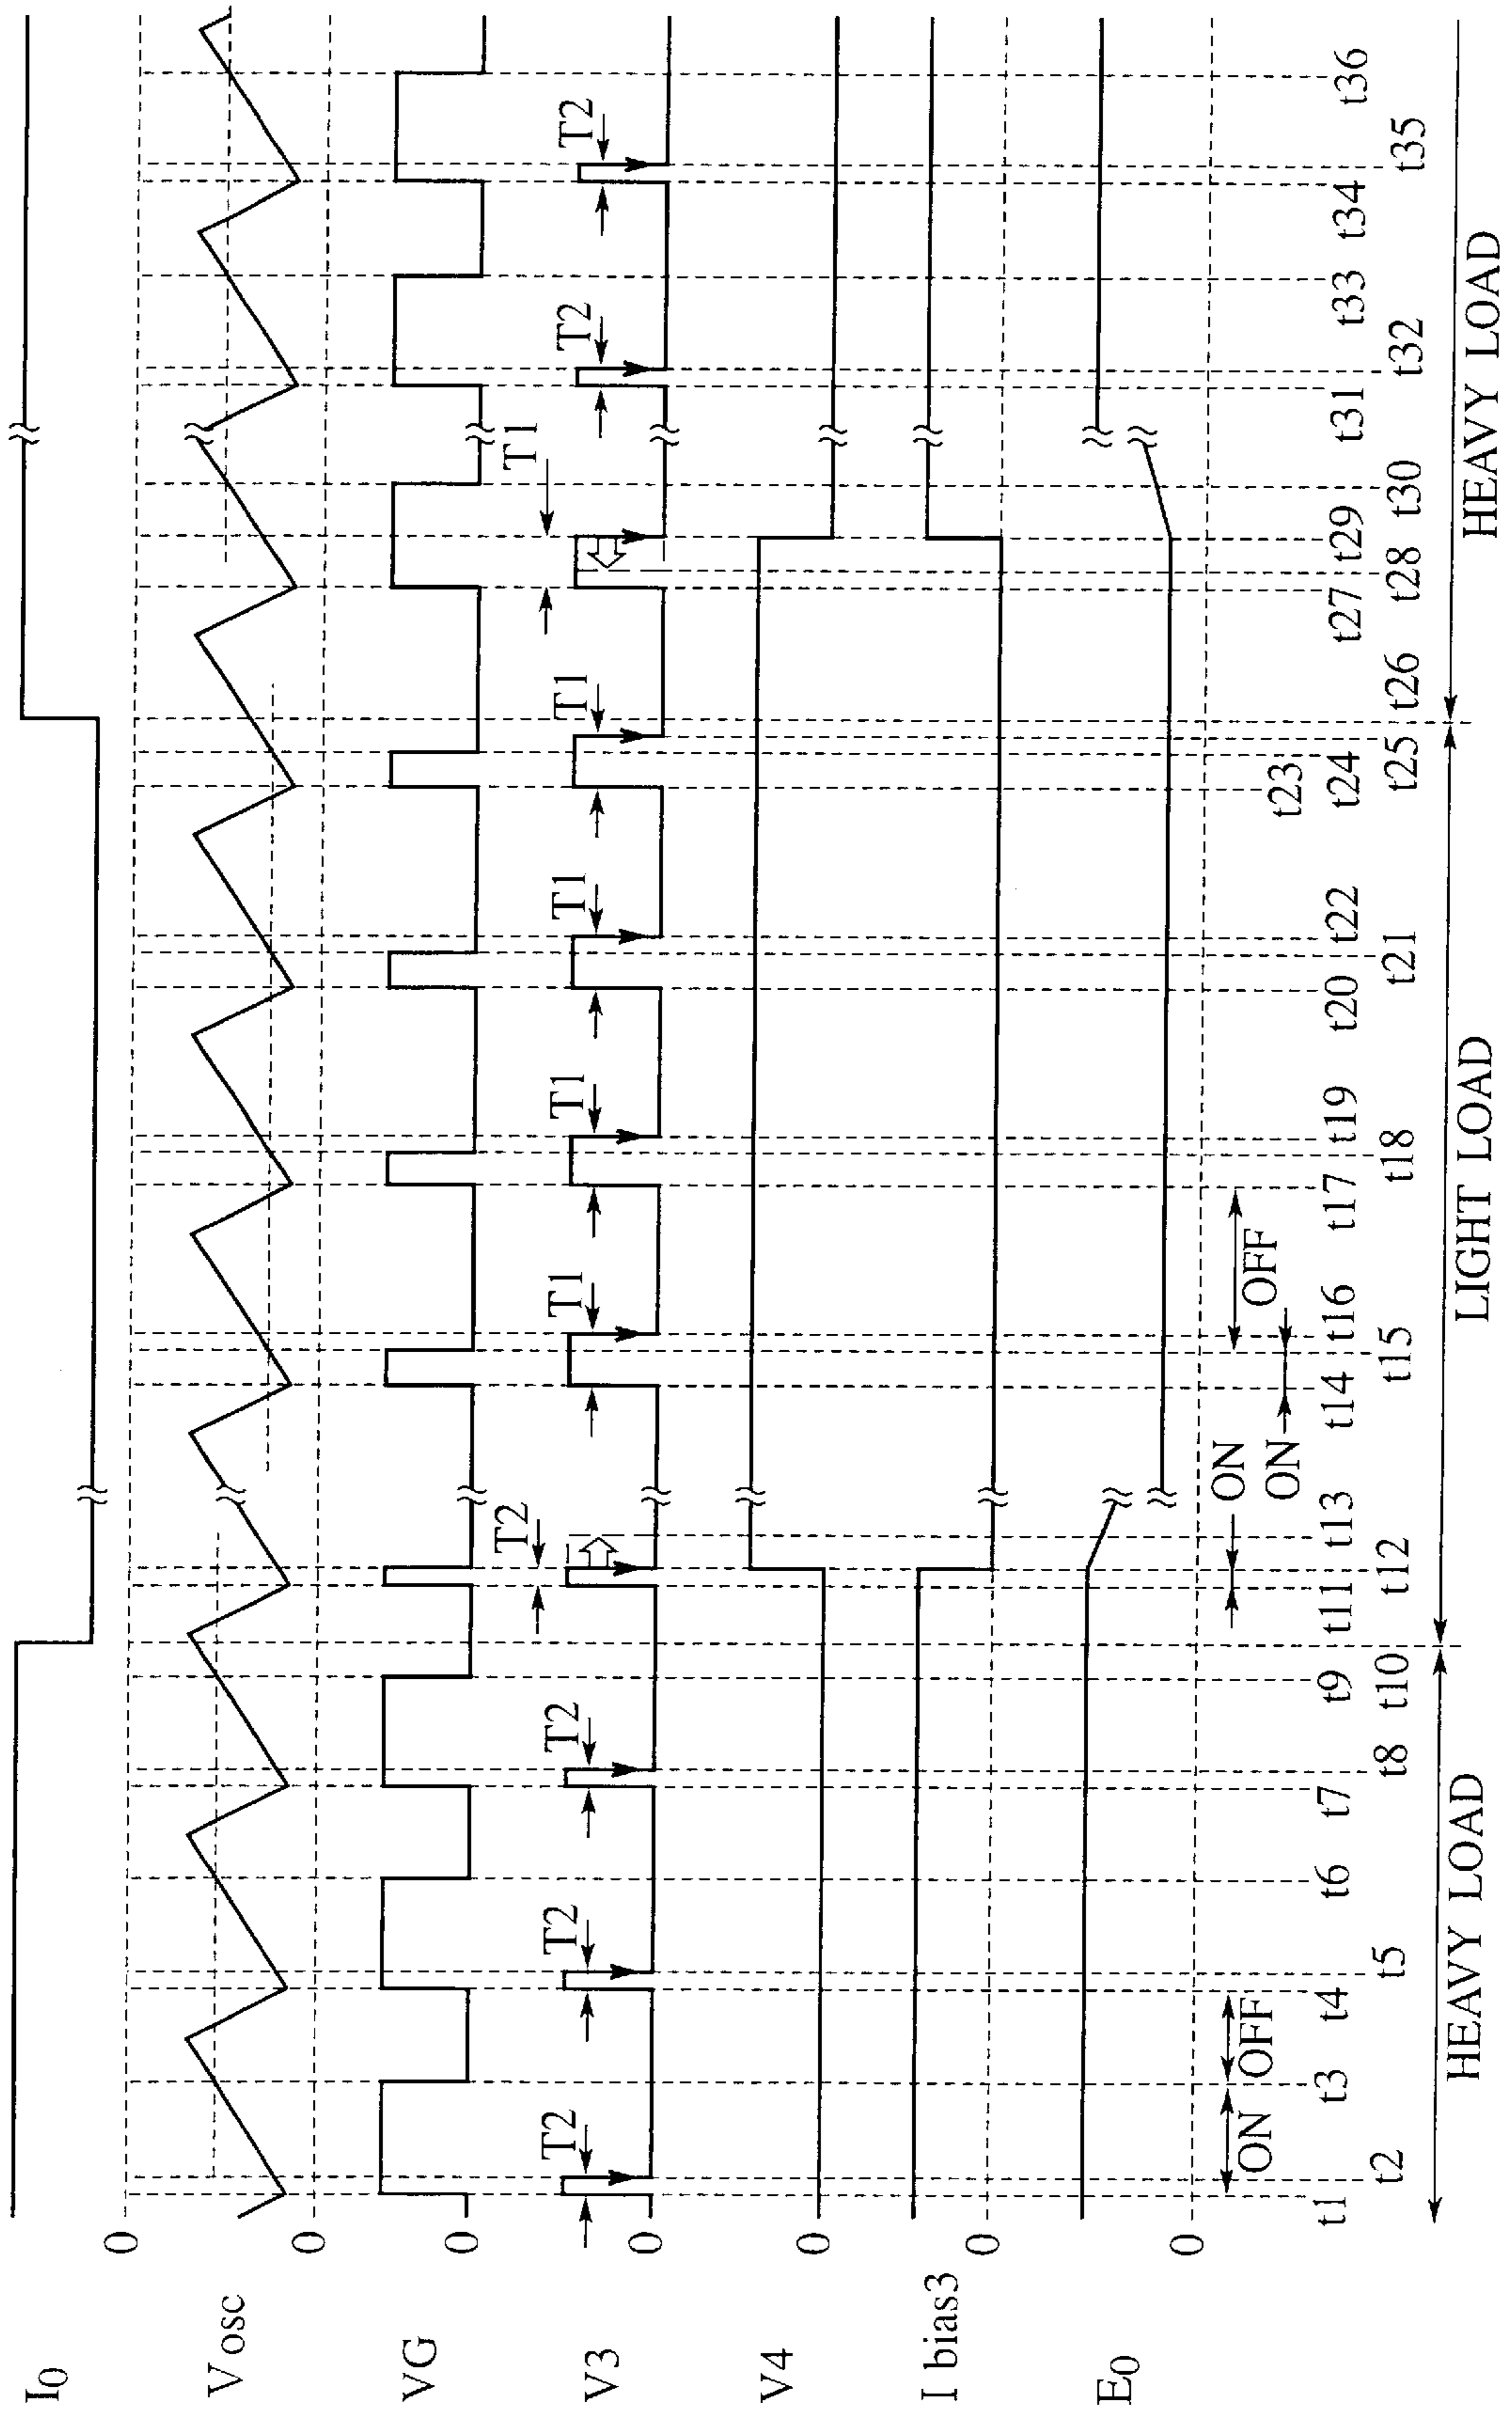 I0
0
V osc
0
VG
0
V3
T2
T2
T2
T2
T1
T1
T1
T1
T1
T2
T2
0
V4
0
I bias3
0
E0
0
ON
OFF
ON
ON
OFF
t1
t2
t3
t4
t5
t6
t7
t8
t9
t10
t11
t12
t13
t14
t15
t16
t17
t18
t19
t20
t21
t22
t23
t24
t25
t26
t27
t28
t29
t30
t31
t32
t33
t34
t35
t36
HEAVY LOAD
LIGHT LOAD
HEAVY LOAD